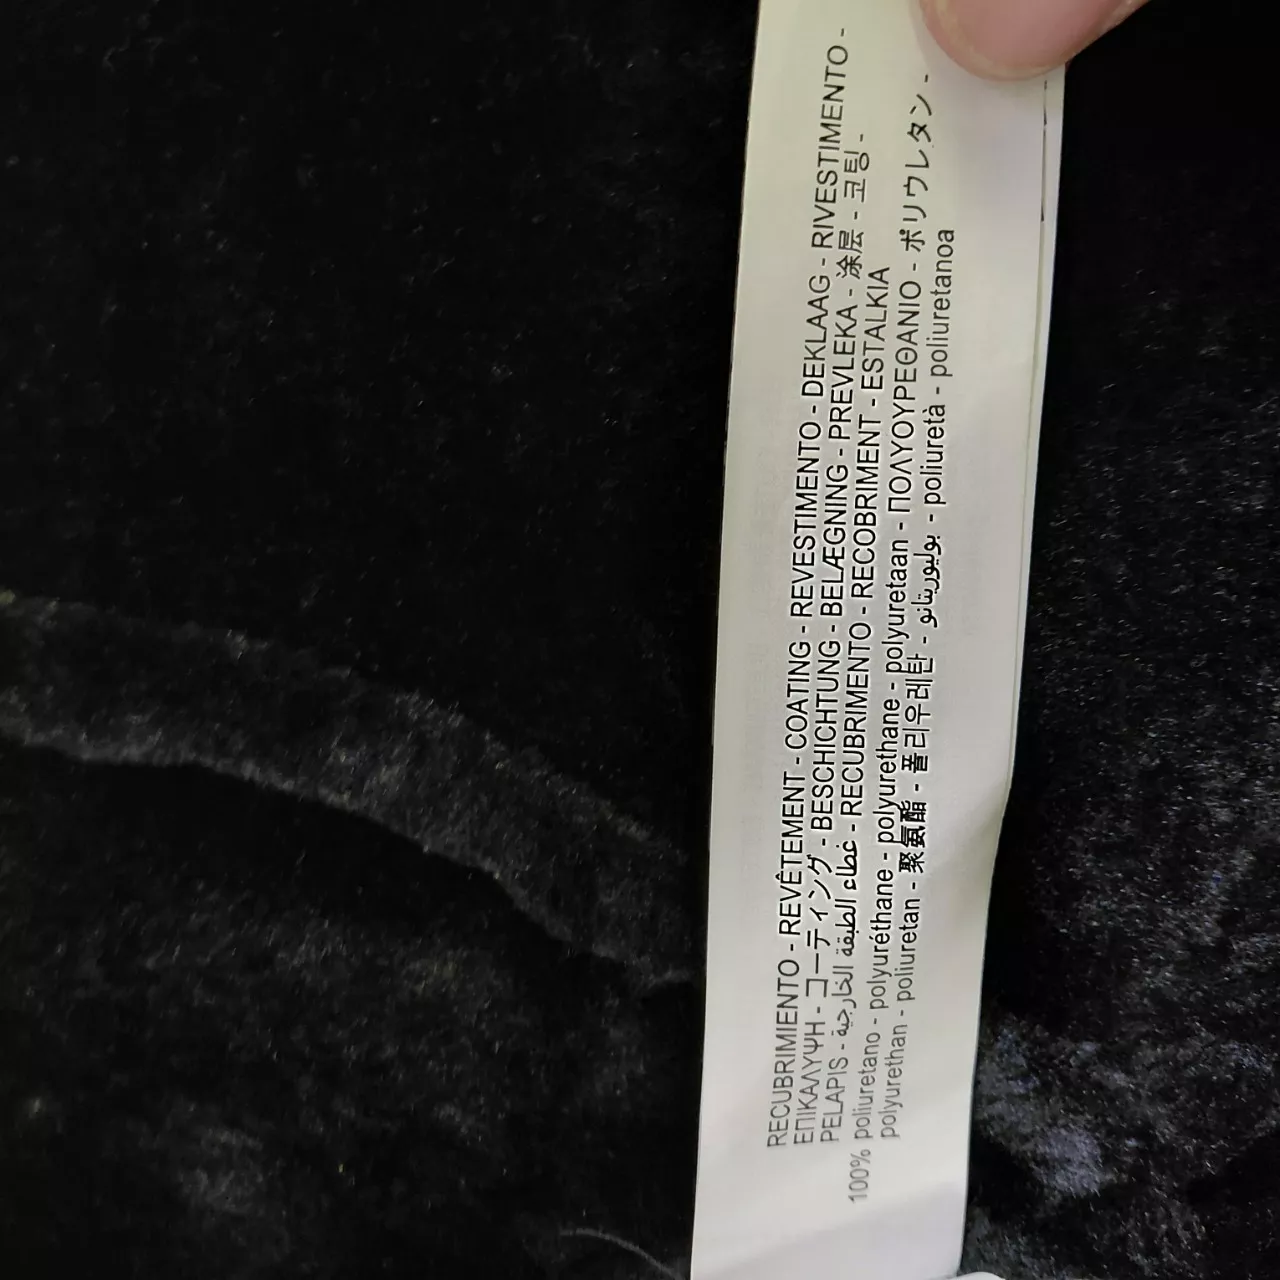 RECUBRIMIENTO - REVÊTEMENT - COATING - REVESTIMENTO - DEKLAAG - RIVESTIMENTO -
ΕΠΙΚΑΛΥΨΗ - コーティング - BESCHICHTUNG - BELÆGNING - PREVLEKA - 涂层 - 코팅 -
PELAPIS - غطاء الطبقة الخارجية - RECUBRIMENTO - RECOBRIMENT - ESTALKIA
100% poliuretano - polyuréthane - polyurethane - polyuretaan - ΠΟΛΥΟΥΡΕΘΑΝΙΟ - ポリウレタン -
polyurethan - poliuretan - 聚氨酯 - 폴리우레탄 - بوليوريتانو - poliuretà - poliuretanoa